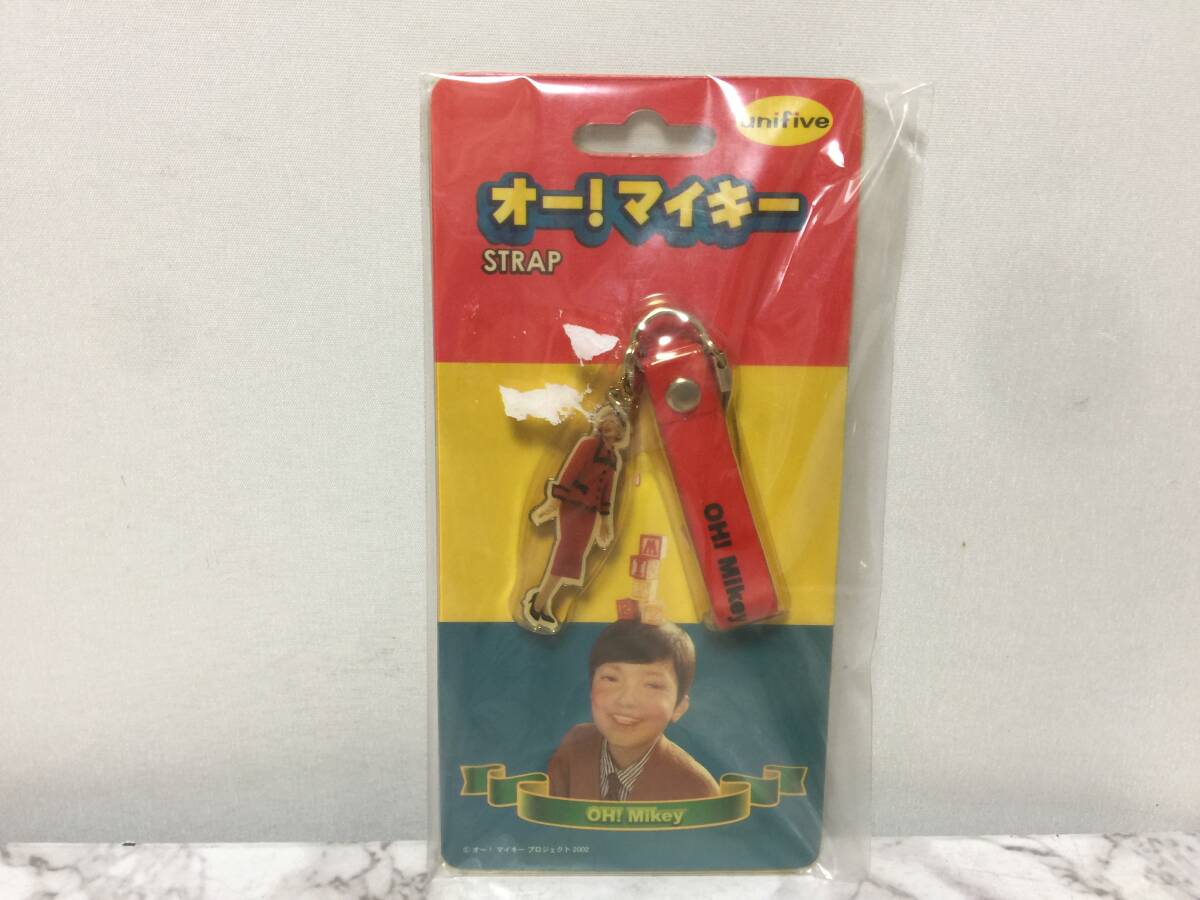 unifive
オー!マイキー
STRAP
OH! Mikey
M
OH! Mikey
© オー! マイキー プロジェクト 2002